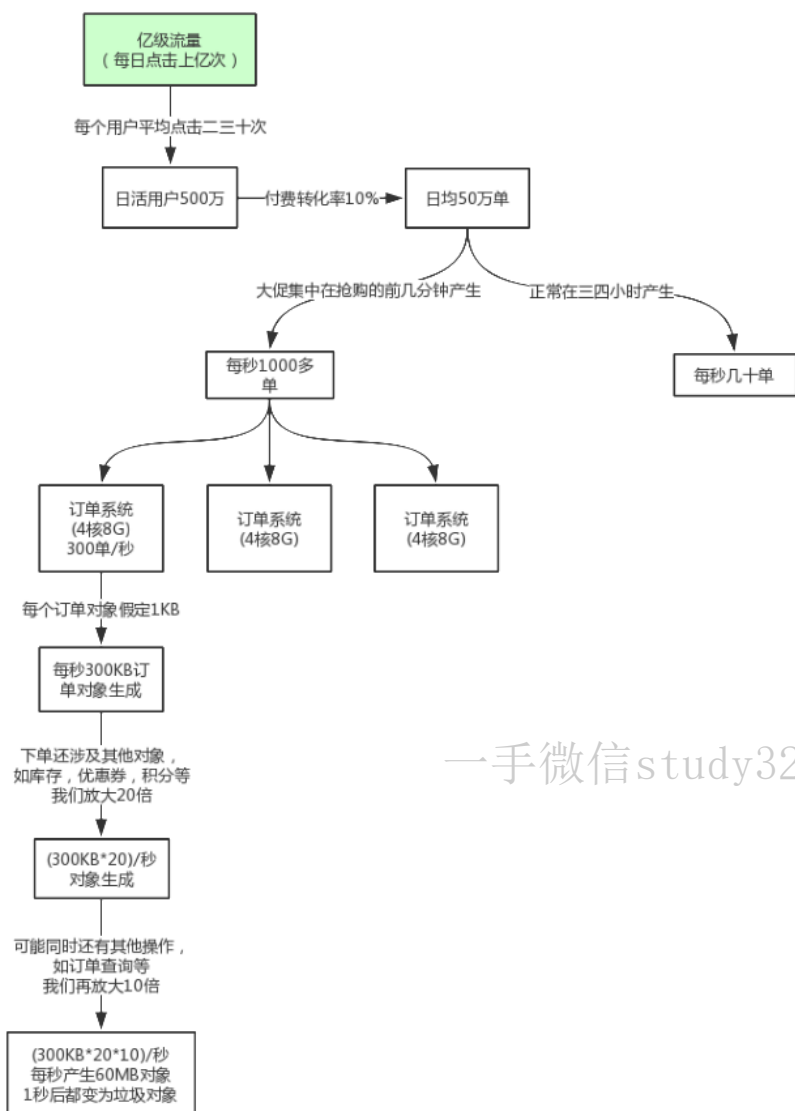 亿级流量
（每日点击上亿次）
每个用户平均点击二三十次
日活用户500万
付费转化率10%
日均50万单
大促集中在抢购的前几分钟产生
正常在三四小时产生
每秒1000多
单
每秒几十单
订单系统
(4核8G)
300单/秒
订单系统
(4核8G)
订单系统
(4核8G)
每个订单对象假定1KB
每秒300KB订
单对象生成
下单还涉及其他对象，
如库存，优惠券，积分等
我们放大20倍
一手微信study32
(300KB*20)/秒
对象生成
可能同时还有其他操作，
如订单查询等
我们再放大10倍
(300KB*20*10)/秒
每秒产生60MB对象
1秒后都变为垃圾对象